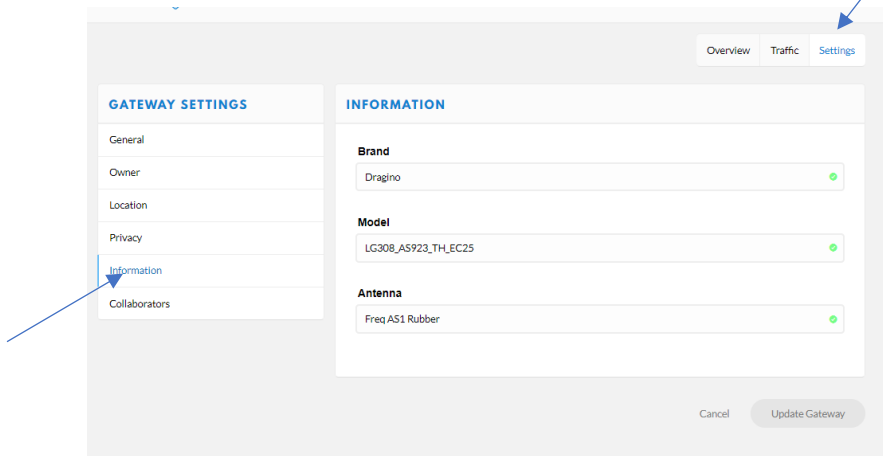 Overview Traffic Settings
GATEWAY SETTINGS
General
Owner
Location
Privacy
Information
Collaborators
INFORMATION
Brand
Dragino
Model
LG308_AS923_TH_EC25
Antenna
Freq AS1 Rubber
Cancel Update Gateway